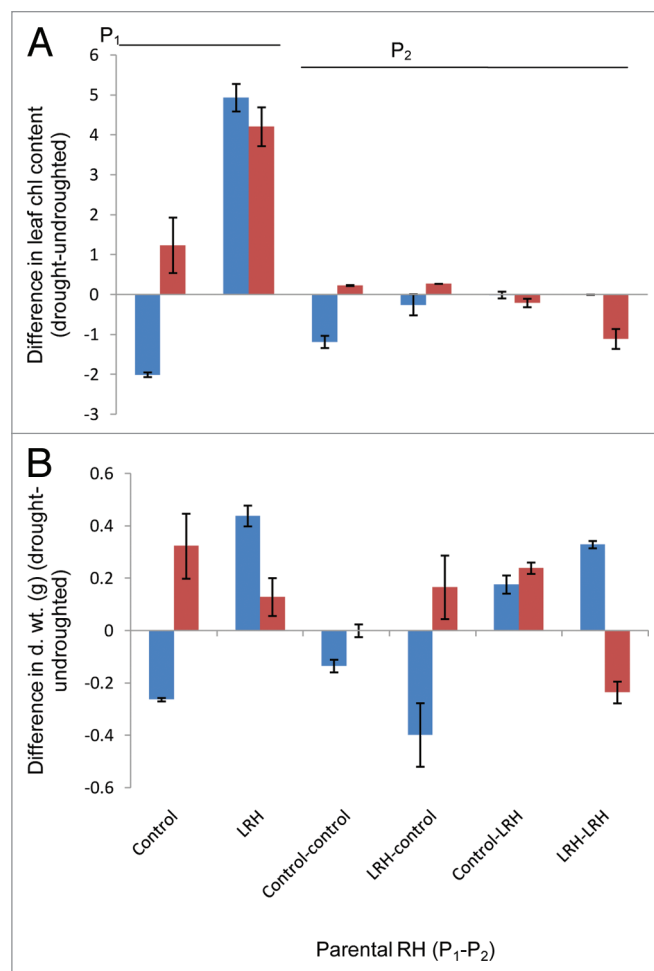 A
P1
P2
6
5
4
3
2
1
0
-1
-2
-3
Difference in leaf chl content
(drought-undroughted)
B
0.6
0.4
0.2
0
-0.2
-0.4
-0.6
Difference in d. wt. (g) (drought-
undroughted)
Control
LRH
Control-control
LRH-control
Control-LRH
LRH-LRH
Parental RH (P1-P2)